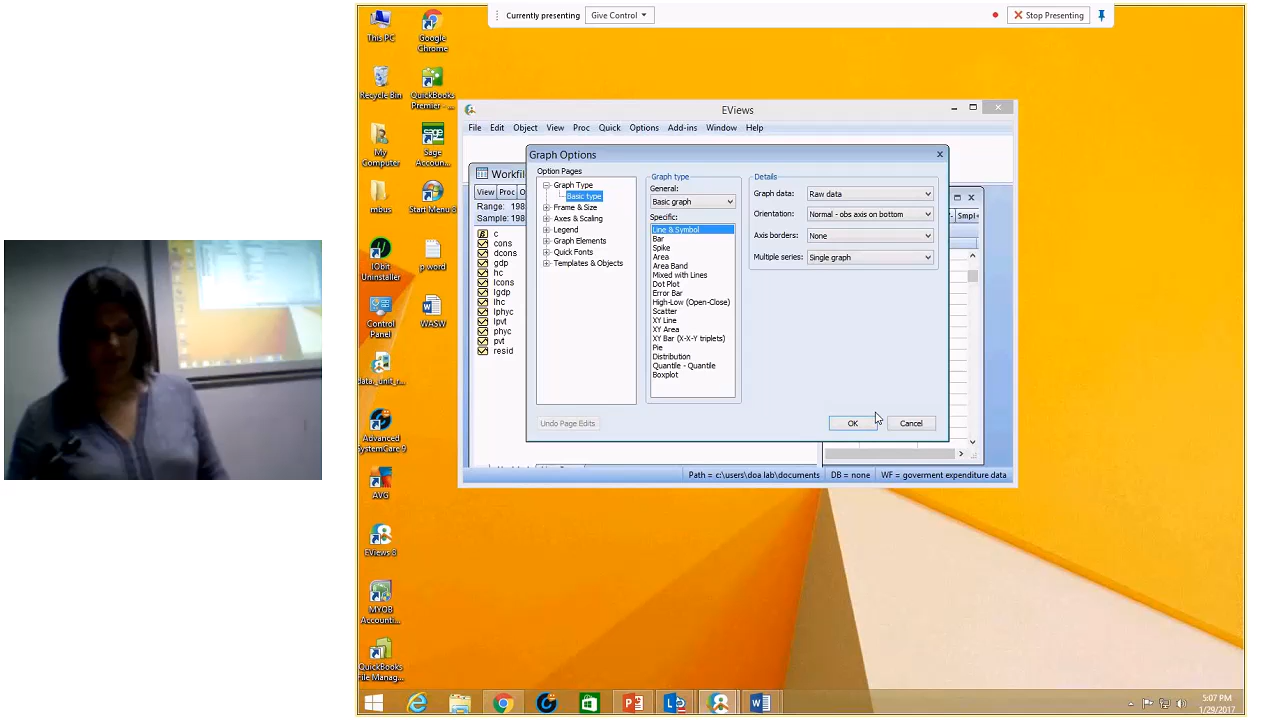 Currently presenting
Give Control
Stop Presenting
This PC
Google Chrome
Recycle Bin
QuickBooks Premier - ...
My Computer
Sage Accoun...
mbus
Start Menu 8
IObit Uninstaller
p word
Control Panel
WASW
data,_unit_r...
Advanced SystemCare 9
AVG
EViews 8
MYOB Accounti...
QuickBooks File Manag...
EViews
File Edit Object View Proc Quick Options Add-ins Window Help
Workfil
View Proc O
Range: 198
Sample: 198
c
cons
dcons
gdp
hc
lcons
lgdp
lhc
lphyc
lpvt
phyc
pvt
resid
Smpl+
Graph Options
Option Pages
Graph Type
Basic type
Frame & Size
Axes & Scaling
Legend
Graph Elements
Quick Fonts
Templates & Objects
Undo Page Edits
Graph type
General:
Basic graph
Specific:
Line & Symbol
Bar
Spike
Area
Area Band
Mixed with Lines
Dot Plot
Error Bar
High-Low (Open-Close)
Scatter
XY Line
XY Area
XY Bar (X-X-Y triplets)
Pie
Distribution
Quantile - Quantile
Boxplot
Details
Graph data: Raw data
Orientation: Normal - obs axis on bottom
Axis borders: None
Multiple series: Single graph
OK Cancel
Path = c:\users\doa lab\documents DB = none WF = goverment expenditure data
5:07 PM
1/29/2017